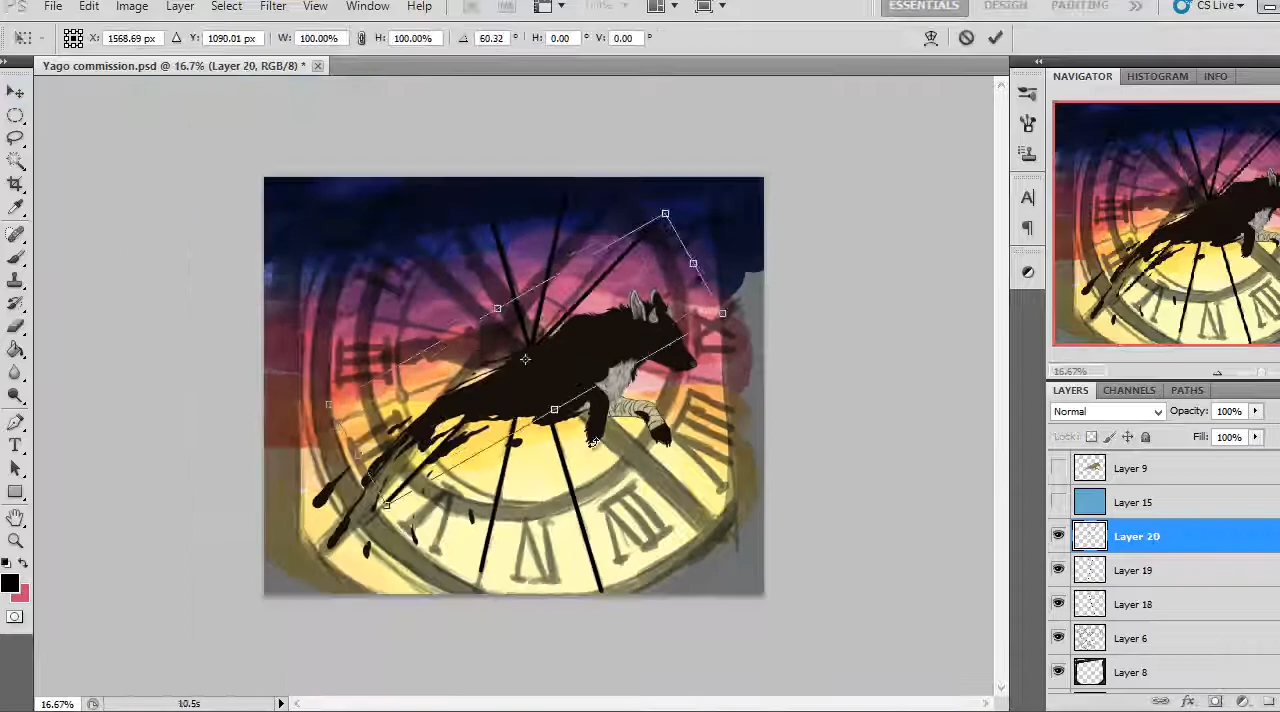 PS File Edit Image Layer Select Filter View Window Help ESSENTIALS DESIGN PAINTING CS Live
X: 1568.69 px Y: 1090.01 px W: 100.00% H: 100.00% 60.32 ° H: 0.00 ° V: 0.00 °
Yago commission.psd @ 16.7% (Layer 20, RGB/8) *
NAVIGATOR HISTOGRAM INFO
16.67%
LAYERS CHANNELS PATHS
Normal Opacity: 100%
Lock: Fill: 100%
Layer 9
Layer 15
Layer 20
Layer 19
Layer 18
Layer 6
Layer 8
16.67% 10.5s